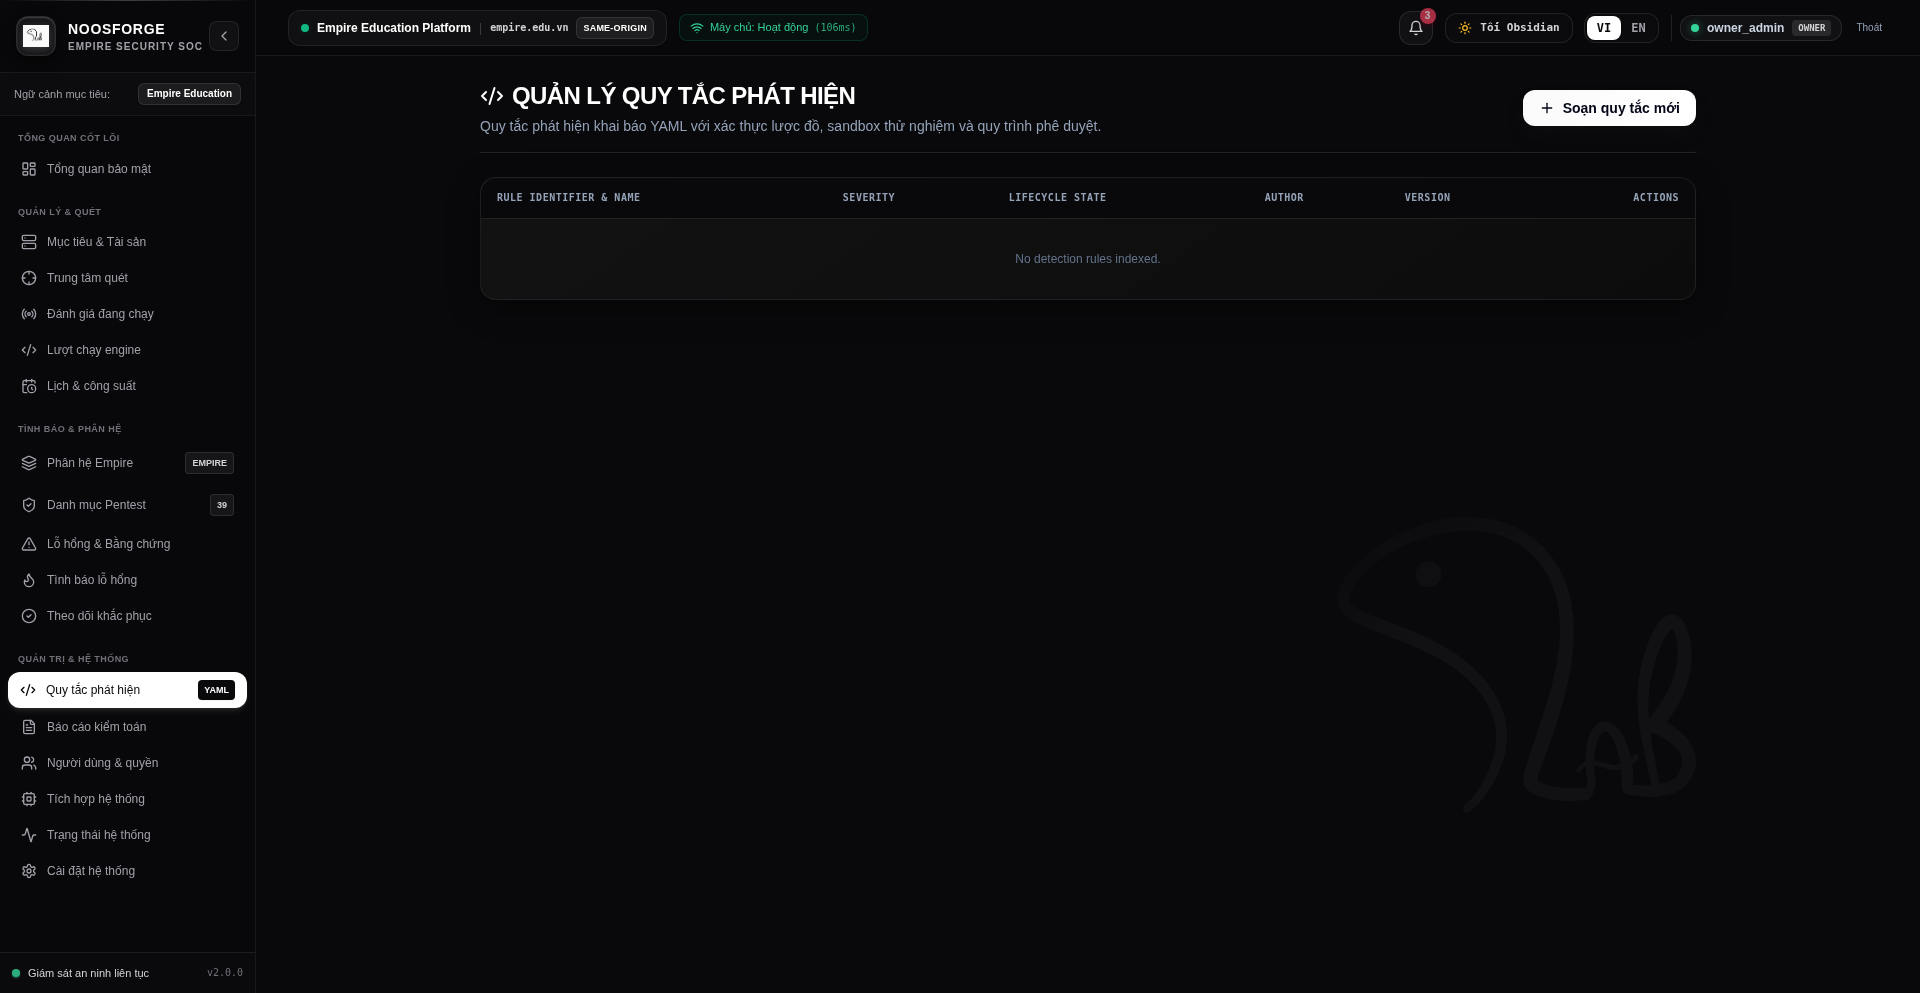 NOOSFORGE
EMPIRE SECURITY SOC
Ngữ cảnh mục tiêu: Empire Education
TỔNG QUAN CỐT LÕI
Tổng quan bảo mật
QUẢN LÝ & QUÉT
Mục tiêu & Tài sản
Trung tâm quét
Đánh giá đang chạy
Lượt chạy engine
Lịch & công suất
TÌNH BÁO & PHÂN HỆ
Phân hệ Empire EMPIRE
Danh mục Pentest 39
Lỗ hổng & Bằng chứng
Tình báo lỗ hổng
Theo dõi khắc phục
QUẢN TRỊ & HỆ THỐNG
Quy tắc phát hiện YAML
Báo cáo kiểm toán
Người dùng & quyền
Tích hợp hệ thống
Trạng thái hệ thống
Cài đặt hệ thống
Giám sát an ninh liên tục v2.0.0
Empire Education Platform | empire.edu.vn SAME-ORIGIN
Máy chủ: Hoạt động (106ms)
3
Tối Obsidian
VI EN
owner_admin OWNER
Thoát
QUẢN LÝ QUY TẮC PHÁT HIỆN
Quy tắc phát hiện khai báo YAML với xác thực lược đồ, sandbox thử nghiệm và quy trình phê duyệt.
Soạn quy tắc mới
RULE IDENTIFIER & NAME SEVERITY LIFECYCLE STATE AUTHOR VERSION ACTIONS
No detection rules indexed.